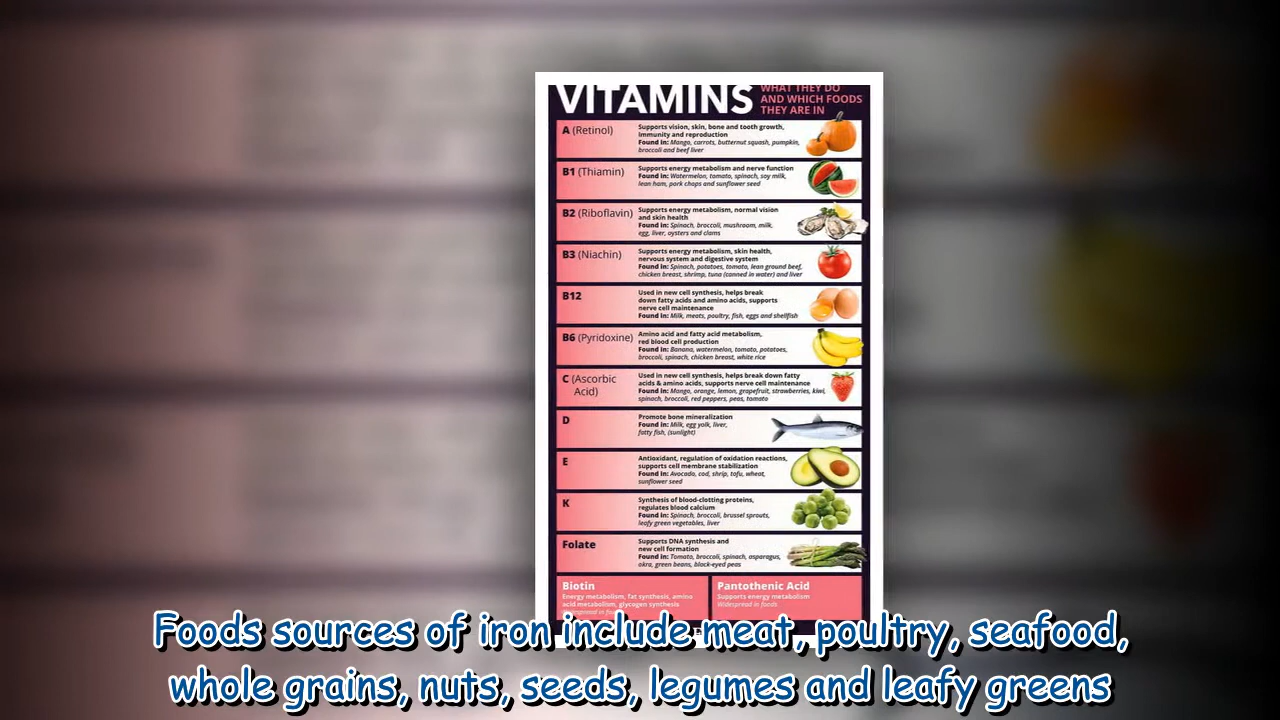 VITAMINS
WHAT THEY DO
AND WHICH FOODS
THEY ARE IN
A (Retinol)
Supports vision, skin, bone and tooth growth,
immunity and reproduction
Found in: Mango, carrots, butternut squash, pumpkin,
broccoli and beef liver
B1 (Thiamin)
Supports energy metabolism and nerve function
Found in: Watermelon, tomato, spinach, soy milk,
lean ham, pork chops and sunflower seed
B2 (Riboflavin)
Supports energy metabolism, normal vision
and skin health
Found in: Spinach, broccoli, mushroom, milk,
egg, liver, oysters and clams
B3 (Niachin)
Supports energy metabolism, skin health,
nervous system and digestive system
Found in: Spinach, potatoes, tomato, lean ground beef,
chicken breast, shrimp, tuna (canned in water) and liver
B12
Used in new cell synthesis, helps break
down fatty acids and amino acids, supports
nerve cell maintenance
Found in: Milk, meats, poultry, fish, eggs and shellfish
B6 (Pyridoxine)
Amino acid and fatty acid metabolism,
red blood cell production
Found in: Banana, watermelon, tomato, potatoes,
broccoli, spinach, chicken breast, white rice
C (Ascorbic
Acid)
Used in new cell synthesis, helps break down fatty
acids & amino acids, supports nerve cell maintenance
Found in: Mango, orange, lemon, grapefruit, strawberries, kiwi,
spinach, broccoli, red peppers, peas, tomato
D
Promote bone mineralization
Found in: Milk, egg yolk, liver,
fatty fish, (sunlight)
E
Antioxidant, regulation of oxidation reactions,
supports cell membrane stabilization
Found in: Avocado, cod, shrip, tofu, wheat,
sunflower seed
K
Synthesis of blood-clotting proteins,
regulates blood calcium
Found in: Spinach, broccoli, brussel sprouts,
leafy green vegetables, liver
Folate
Supports DNA synthesis and
new cell formation
Found in: Tomato, broccoli, spinach, asparagus,
okra, green beans, black-eyed peas
Biotin
Energy metabolism, fat synthesis, amino
acid metabolism, glycogen synthesis
Widespread in
Pantothenic Acid
Supports energy metabolism
Widespread in foods
Foods sources of iron include meat, poultry, seafood,
whole grains, nuts, seeds, legumes and leafy greens